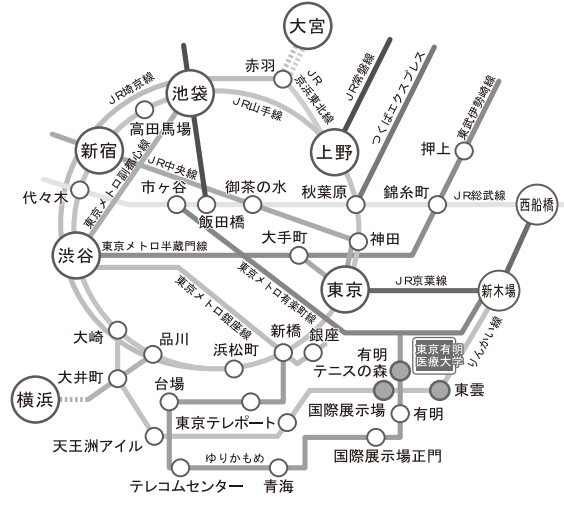 大宮
赤羽
JR京浜東北線
JR埼京線
池袋
JR山手線
JR常磐線
つくばエクスプレス
東武伊勢崎線
高田馬場
新宿
上野
押上
JR中央線
東京メトロ副都心線
代々木
市ヶ谷
御茶の水
秋葉原
錦糸町
JR総武線
西船橋
飯田橋
大手町
神田
渋谷
東京メトロ半蔵門線
東京メトロ有楽町線
東京メトロ銀座線
東京
JR京葉線
新木場
りんかい線
大崎
品川
新橋
銀座
浜松町
有明
テニスの森
東京有明
医療大学
大井町
横浜
台場
国際展示場
東雲
東京テレポート
有明
天王洲アイル
国際展示場正門
ゆりかもめ
テレコムセンター
青海